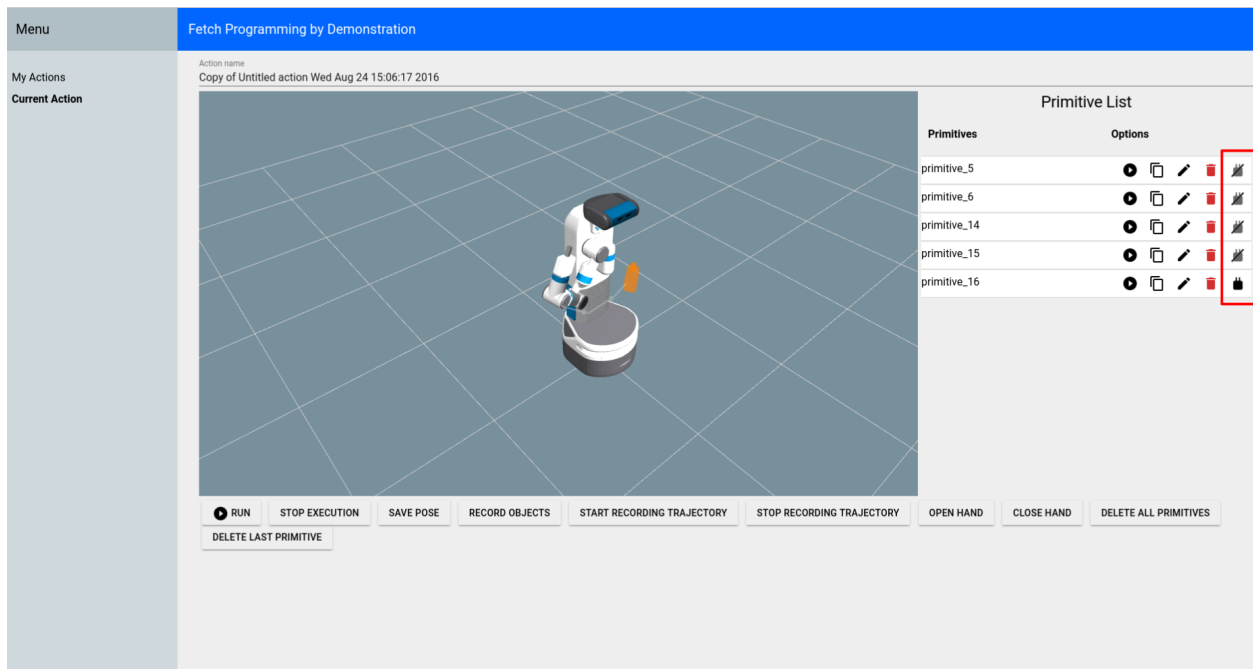 Menu
Fetch Programming by Demonstration
My Actions
Current Action
Action name
Copy of Untitled action Wed Aug 24 15:06:17 2016
Primitive List
Primitives Options
primitive_5
primitive_6
primitive_14
primitive_15
primitive_16
RUN STOP EXECUTION SAVE POSE RECORD OBJECTS START RECORDING TRAJECTORY STOP RECORDING TRAJECTORY OPEN HAND CLOSE HAND DELETE ALL PRIMITIVES
DELETE LAST PRIMITIVE